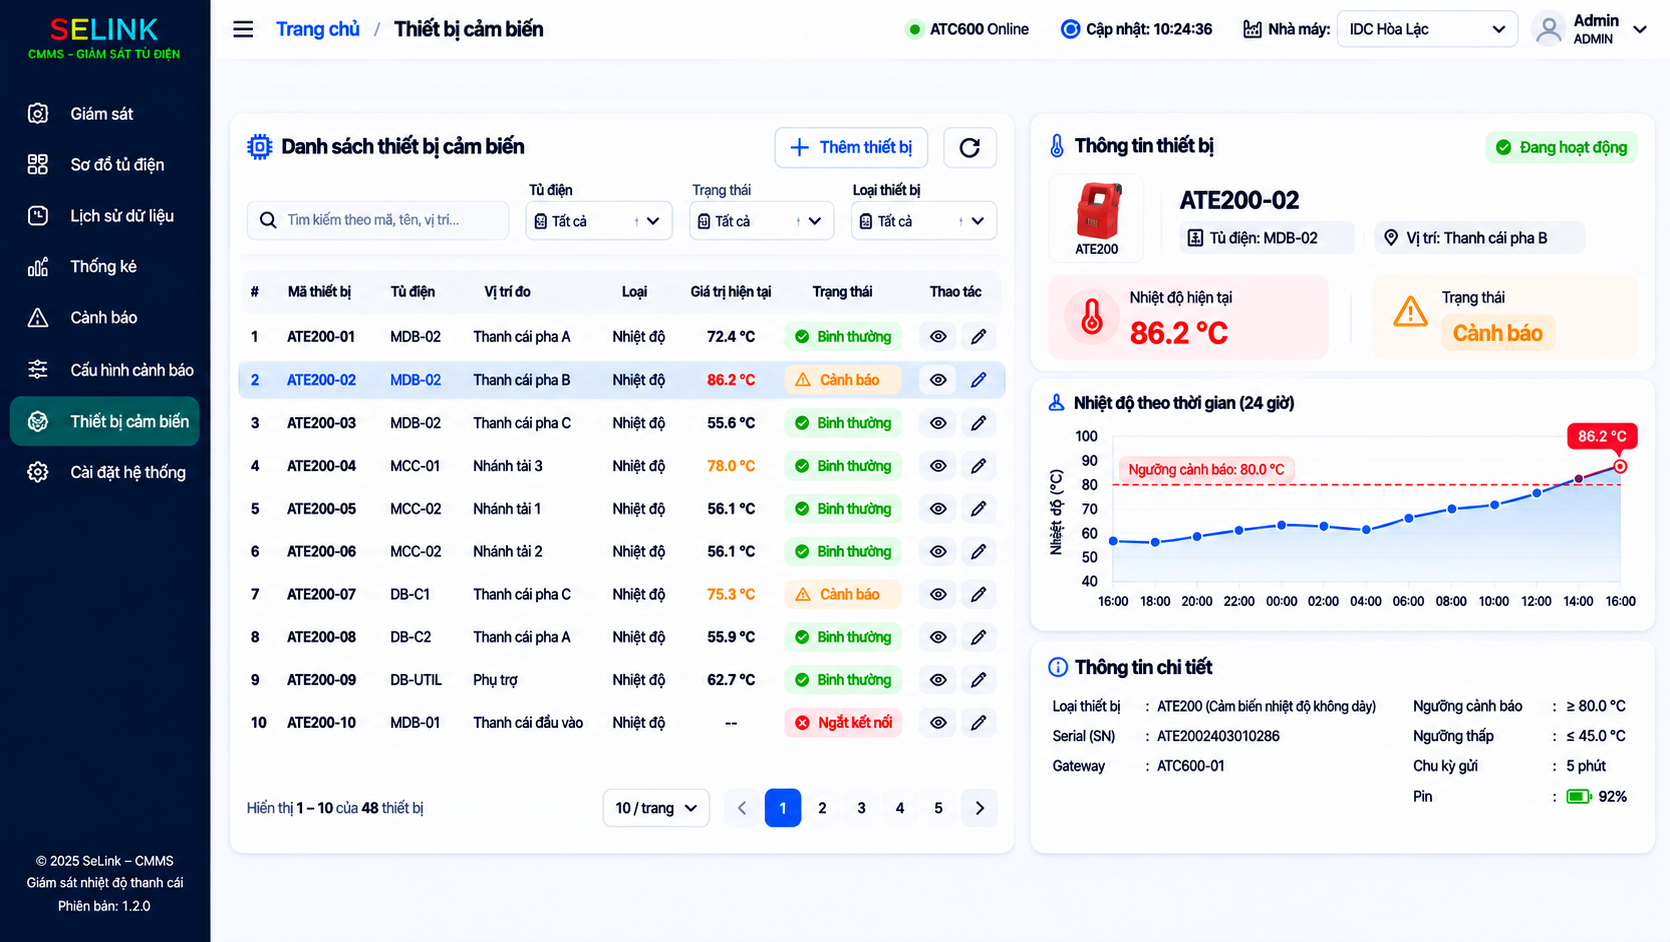 SELINK
CMMS - GIÁM SÁT TỦ ĐIỆN
Giám sát
Sơ đồ tủ điện
Lịch sử dữ liệu
Thống ké
Cảnh báo
Cấu hình cảnh báo
Thiết bị cảm biến
Cài đặt hệ thống
© 2025 SeLink – CMMS
Giám sát nhiệt độ thanh cái
Phiên bản: 1.2.0
Trang chủ / Thiết bị cảm biến
ATC600 Online
Cập nhật: 10:24:36
Nhà máy: IDC Hòa Lạc
Admin
ADMIN
Danh sách thiết bị cảm biến
Thêm thiết bị
Tủ điện Trạng thái Loại thiết bị
Tìm kiếm theo mã, tên, vị trí... Tất cả Tất cả Tất cả
# Mã thiết bị Tủ điện Vị trí đo Loại Giá trị hiện tại Trạng thái Thao tác
1 ATE200-01 MDB-02 Thanh cái pha A Nhiệt độ 72.4 °C Bình thường
2 ATE200-02 MDB-02 Thanh cái pha B Nhiệt độ 86.2 °C Cảnh báo
3 ATE200-03 MDB-02 Thanh cái pha C Nhiệt độ 55.6 °C Bình thường
4 ATE200-04 MCC-01 Nhánh tải 3 Nhiệt độ 78.0 °C Bình thường
5 ATE200-05 MCC-02 Nhánh tải 1 Nhiệt độ 56.1 °C Bình thường
6 ATE200-06 MCC-02 Nhánh tải 2 Nhiệt độ 56.1 °C Bình thường
7 ATE200-07 DB-C1 Thanh cái pha C Nhiệt độ 75.3 °C Cảnh báo
8 ATE200-08 DB-C2 Thanh cái pha A Nhiệt độ 55.9 °C Bình thường
9 ATE200-09 DB-UTIL Phụ trợ Nhiệt độ 62.7 °C Bình thường
10 ATE200-10 MDB-01 Thanh cái đầu vào Nhiệt độ -- Ngắt kết nối
Hiển thị 1 – 10 của 48 thiết bị
10 / trang
1 2 3 4 5
Thông tin thiết bị
Đang hoạt động
ATE200
ATE200-02
Tủ điện: MDB-02
Vị trí: Thanh cái pha B
Nhiệt độ hiện tại
86.2 °C
Trạng thái
Cảnh báo
Nhiệt độ theo thời gian (24 giờ)
86.2 °C
Ngưỡng cảnh báo: 80.0 °C
Nhiệệt độ (°C)
100
90
80
70
60
50
40
16:00 18:00 20:00 22:00 00:00 02:00 04:00 06:00 08:00 10:00 12:00 14:00 16:00
Thông tin chi tiết
Loại thiết bị : ATE200 (Cảm biến nhiệt độ không dây)
Serial (SN) : ATE2002403010286
Gateway : ATC600-01
Ngưỡng cảnh báo : ≥ 80.0 °C
Ngưỡng thấp : ≤ 45.0 °C
Chu kỳ gửi : 5 phút
Pin : 92%